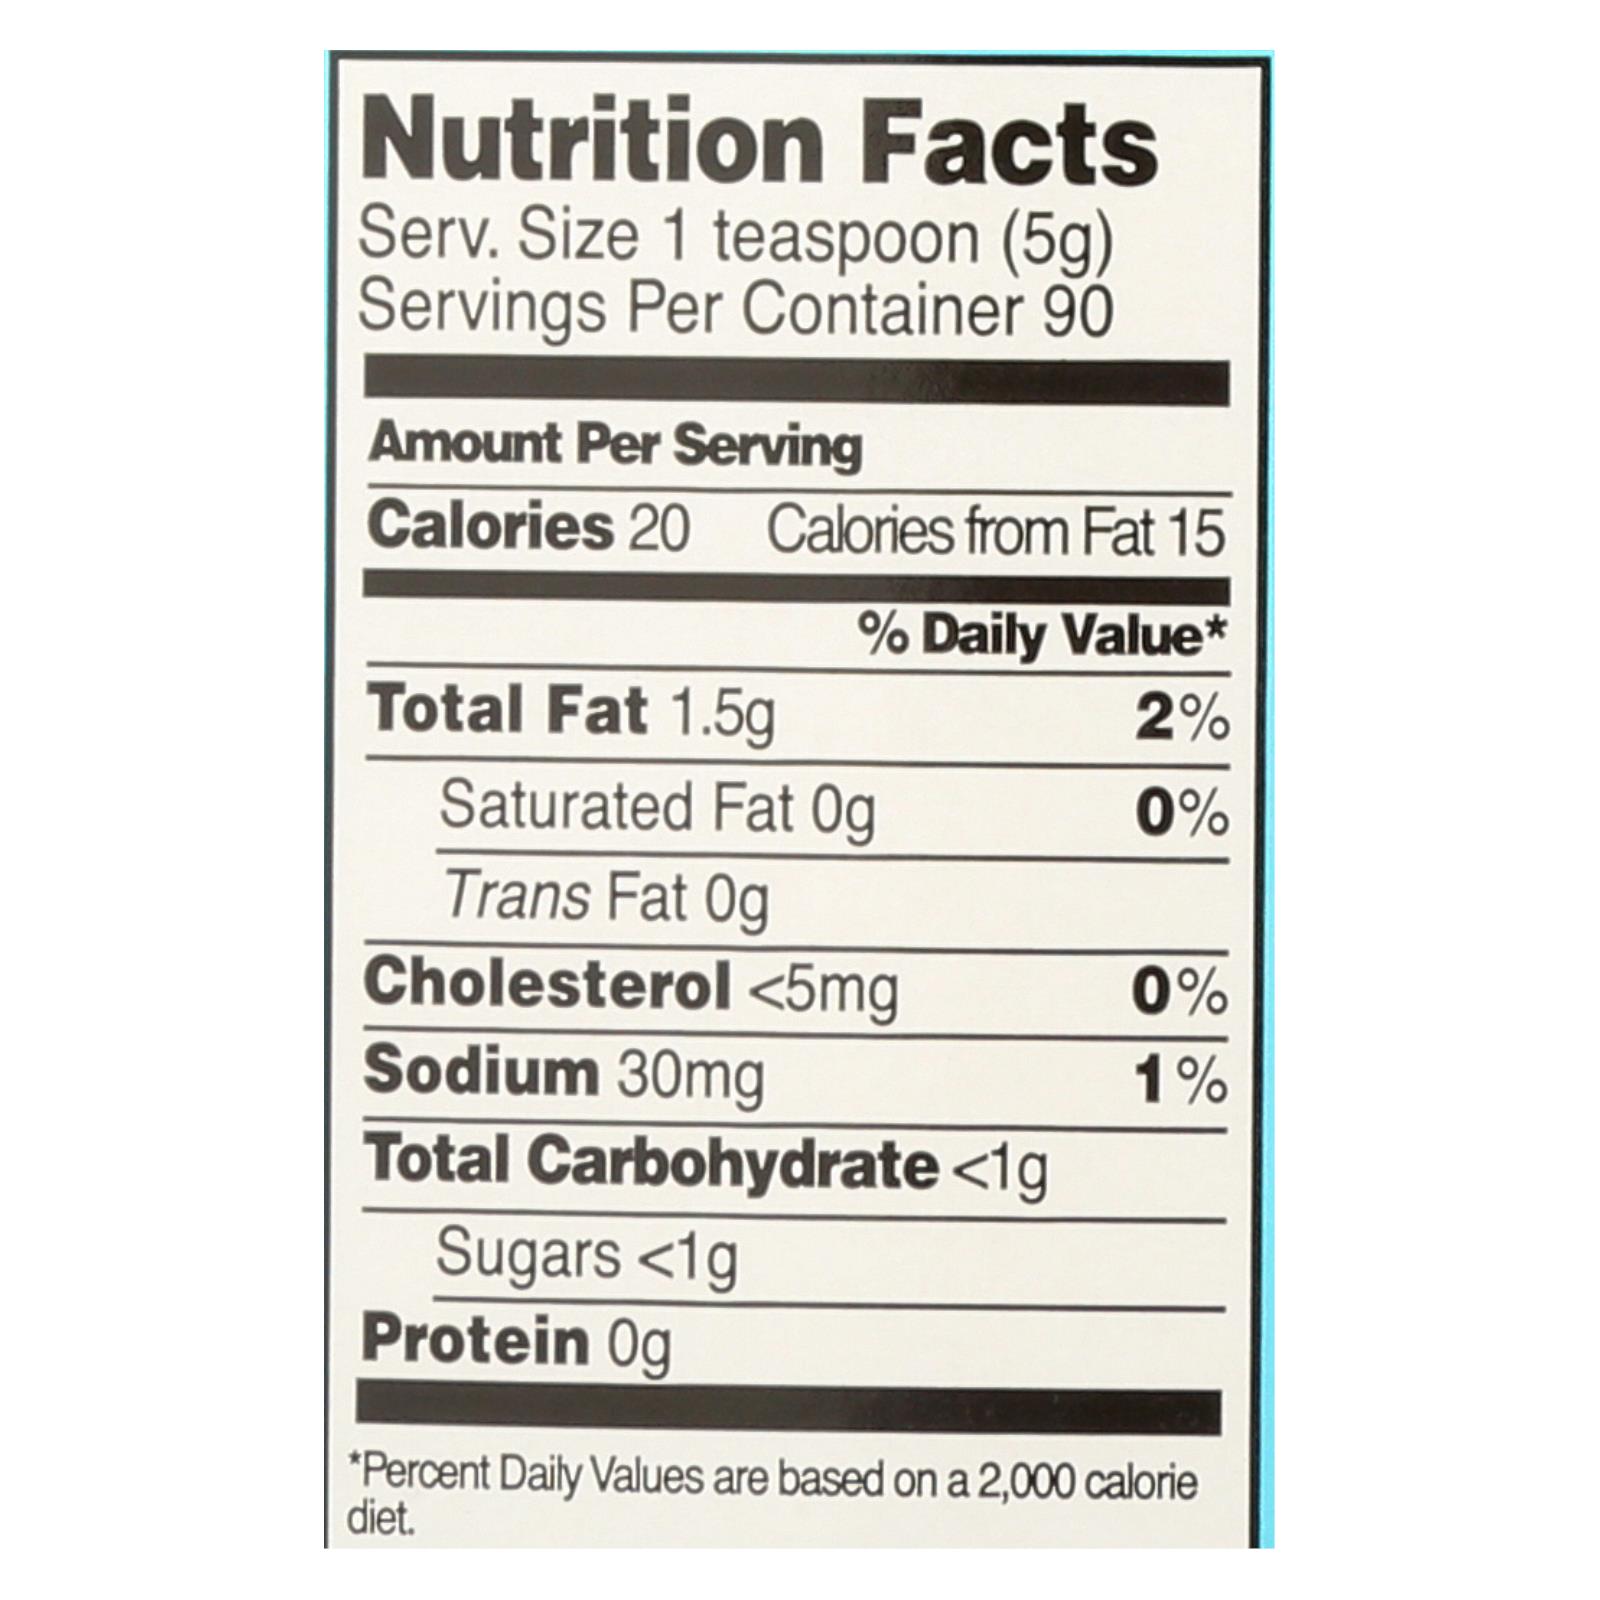 Nutrition Facts
Serv. Size 1 teaspoon (5g)
Servings Per Container 90
Amount Per Serving
Calories 20 Calories from Fat 15
% Daily Value*
Total Fat 1.5g 2%
Saturated Fat 0g 0%
Trans Fat 0g
Cholesterol <5mg 0%
Sodium 30mg 1%
Total Carbohydrate <1g
Sugars <1g
Protein 0g
*Percent Daily Values are based on a 2,000 calorie
diet.